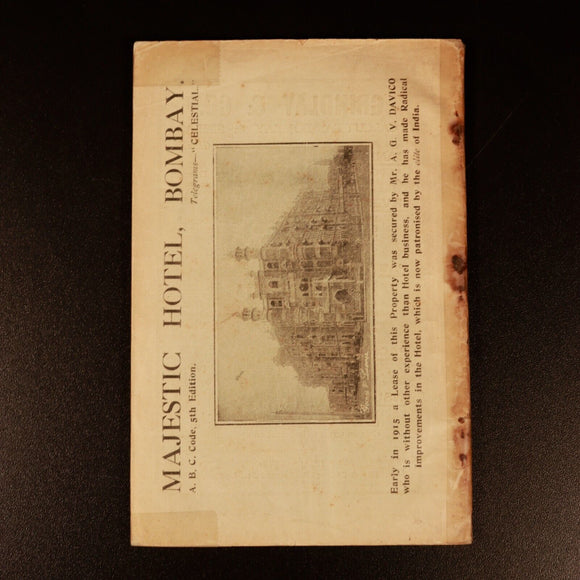 MAJESTIC HOTEL, BOMBAY.
A. B. C. Code, 5th Edition.
Telegrams—"CELESTIAL"
Early in 1915 a Lease of this Property was secured by Mr. A. G. V. DAVICO
who is without other experience than Hotel business, and he has made Radical
improvements in the Hotel, which is now patronised by the élite of India.